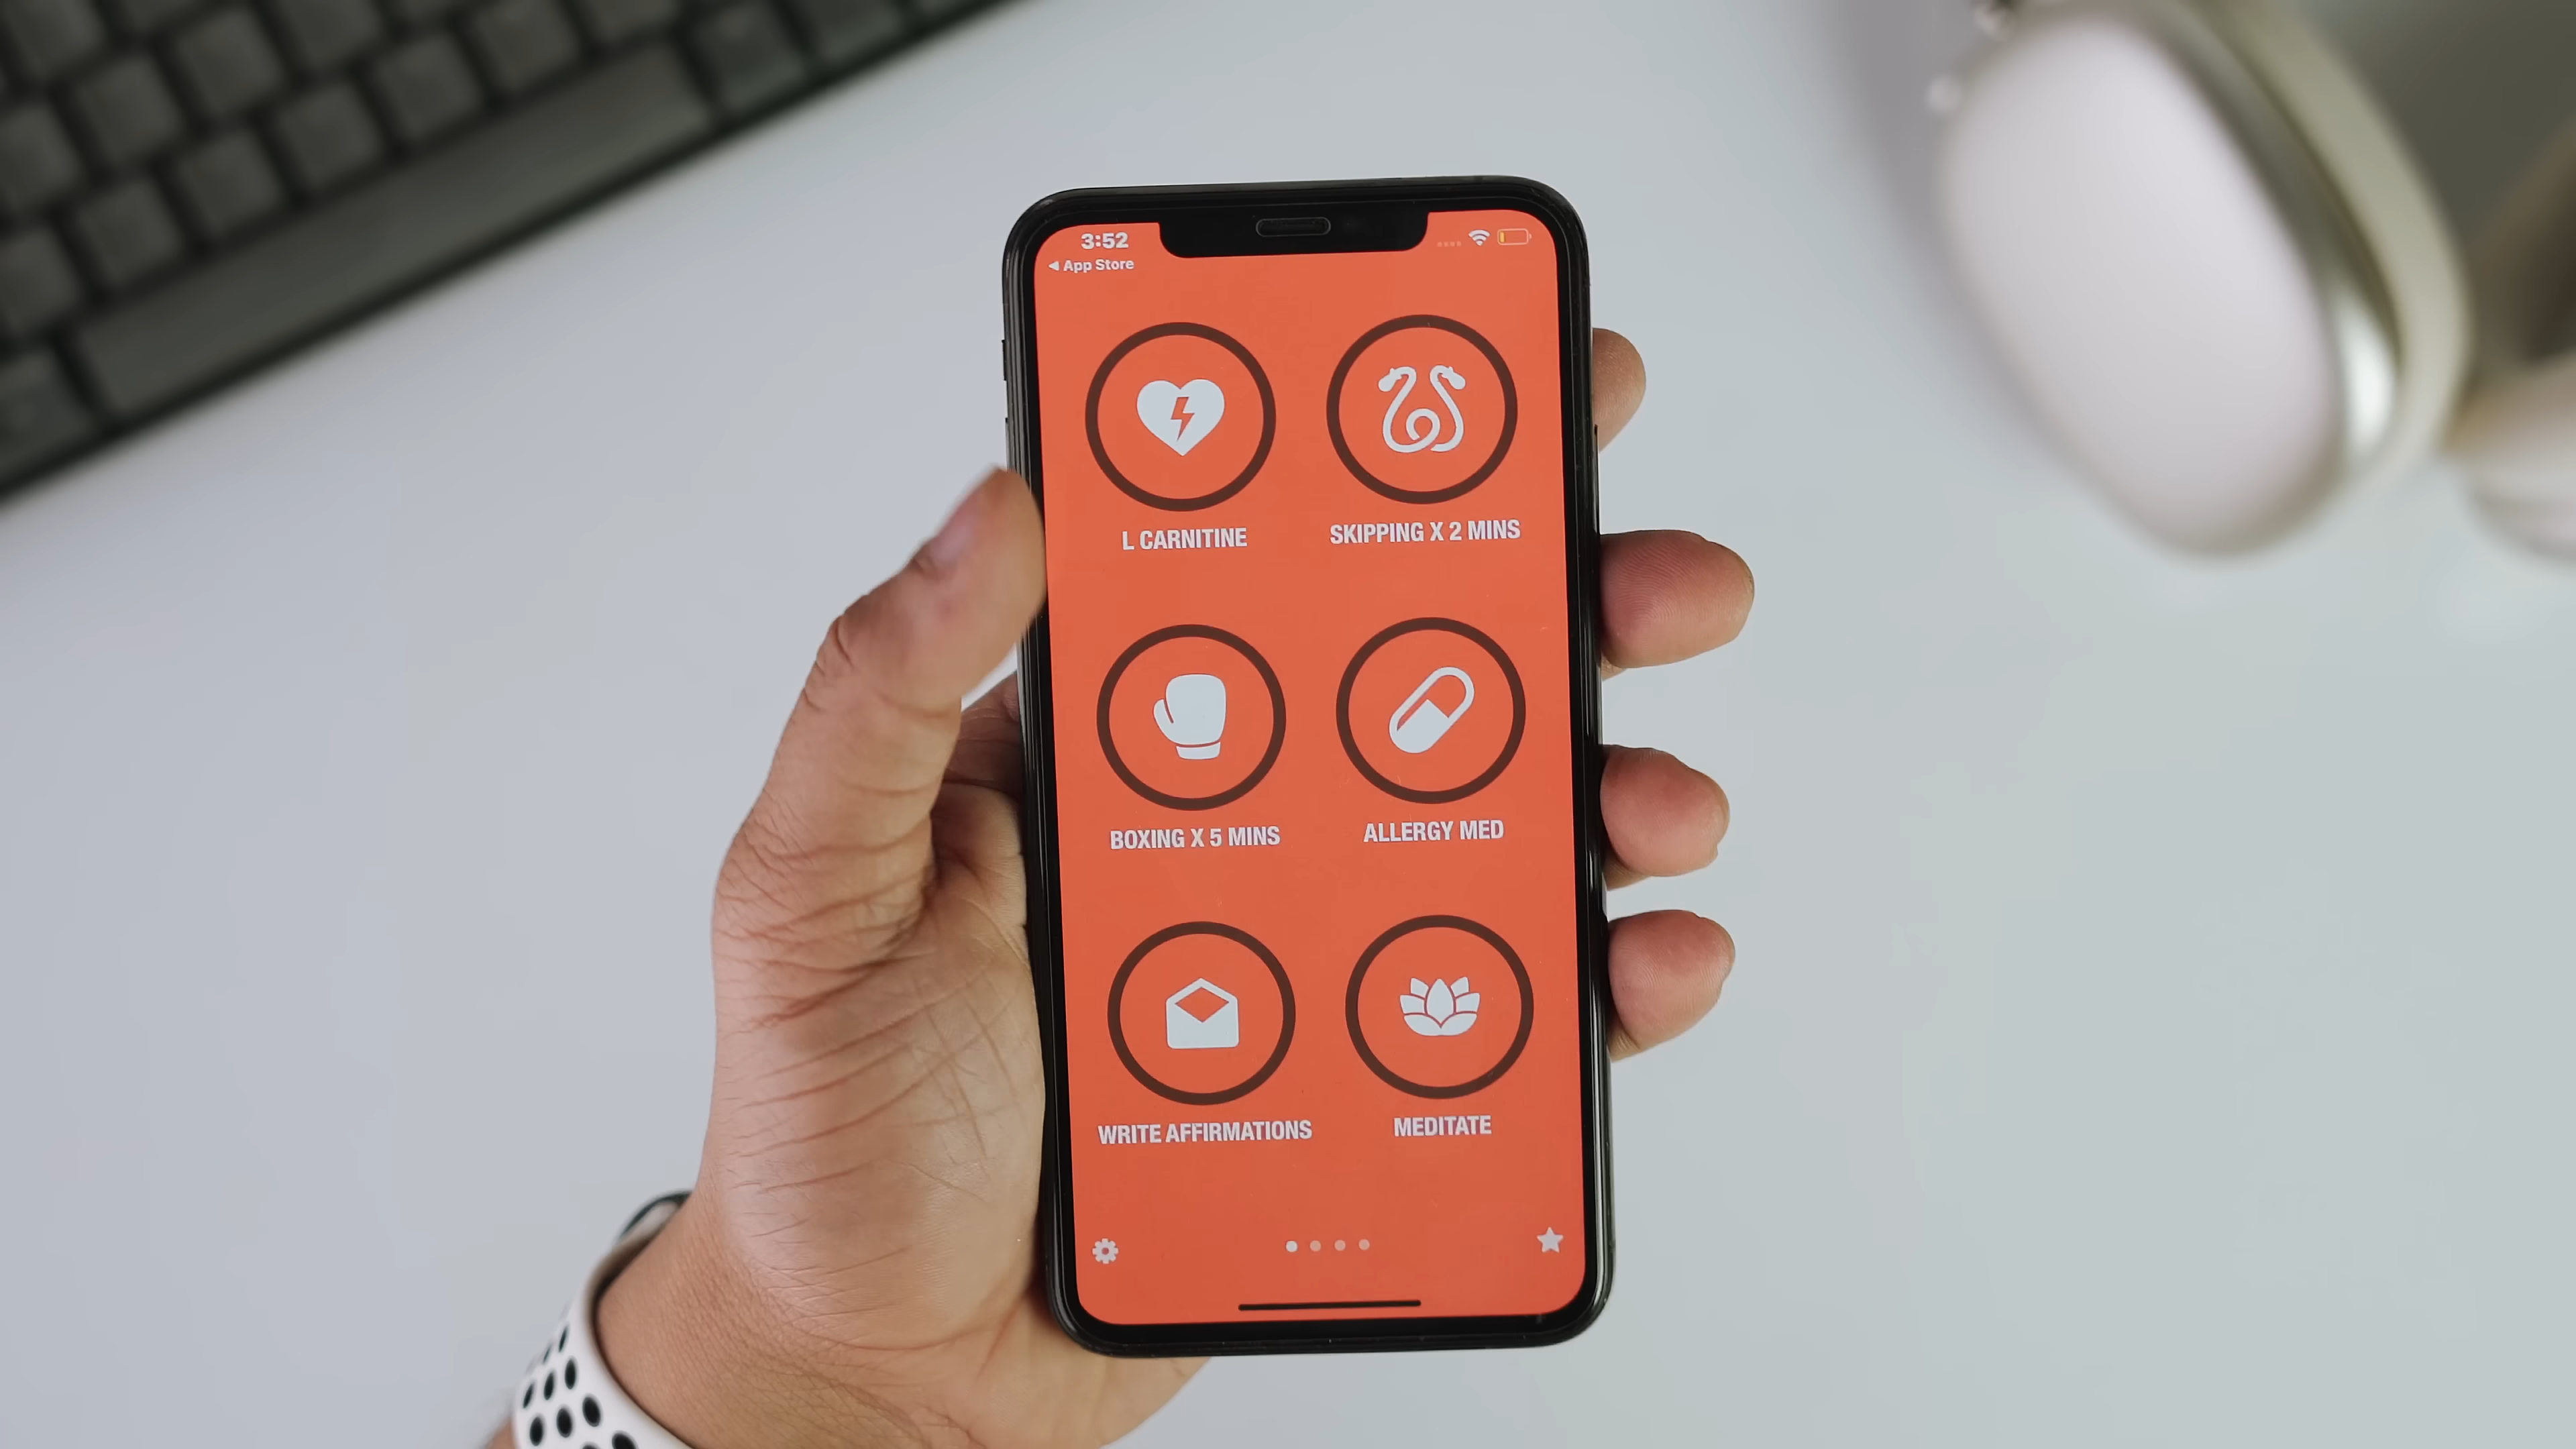 3:52
◀ App Store
L CARNITINE
SKIPPING X 2 MINS
BOXING X 5 MINS
ALLERGY MED
WRITE AFFIRMATIONS
MEDITATE